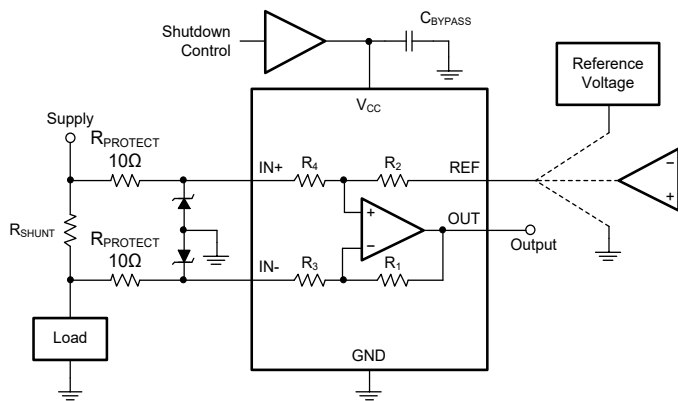 Shutdown
Control
CBYPASS
Reference
Voltage
VCC
Supply
RPROTECT
10Ω
IN+
R4
R2
REF
−
+
RSHUNT
+
−
OUT
Output
RPROTECT
10Ω
IN-
R3
R1
Load
GND